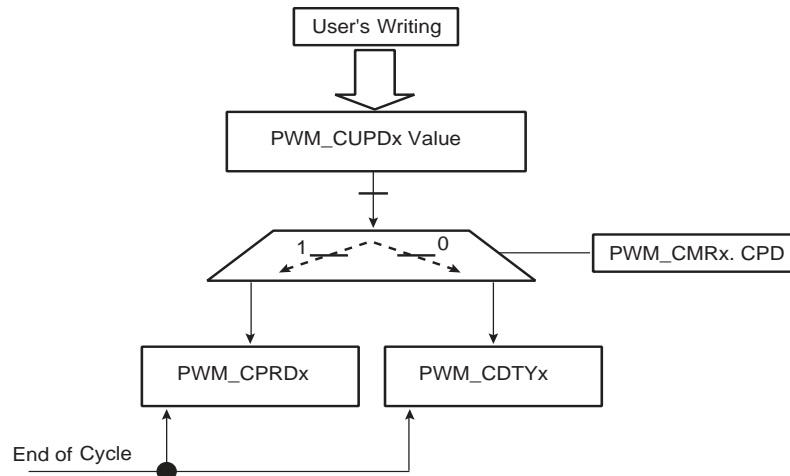 User's Writing
PWM_CUPDx Value
1
0
PWM_CMRx. CPD
PWM_CPRDx
PWM_CDTYx
End of Cycle